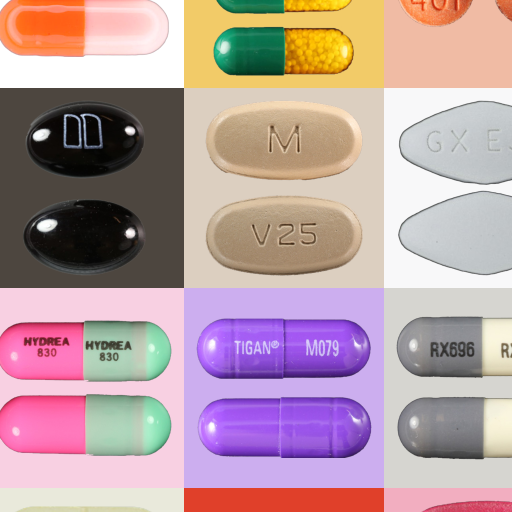 401
M
V25
GX E
HYDREA HYDREA
830 830
TIGAN® M079
RX696 R